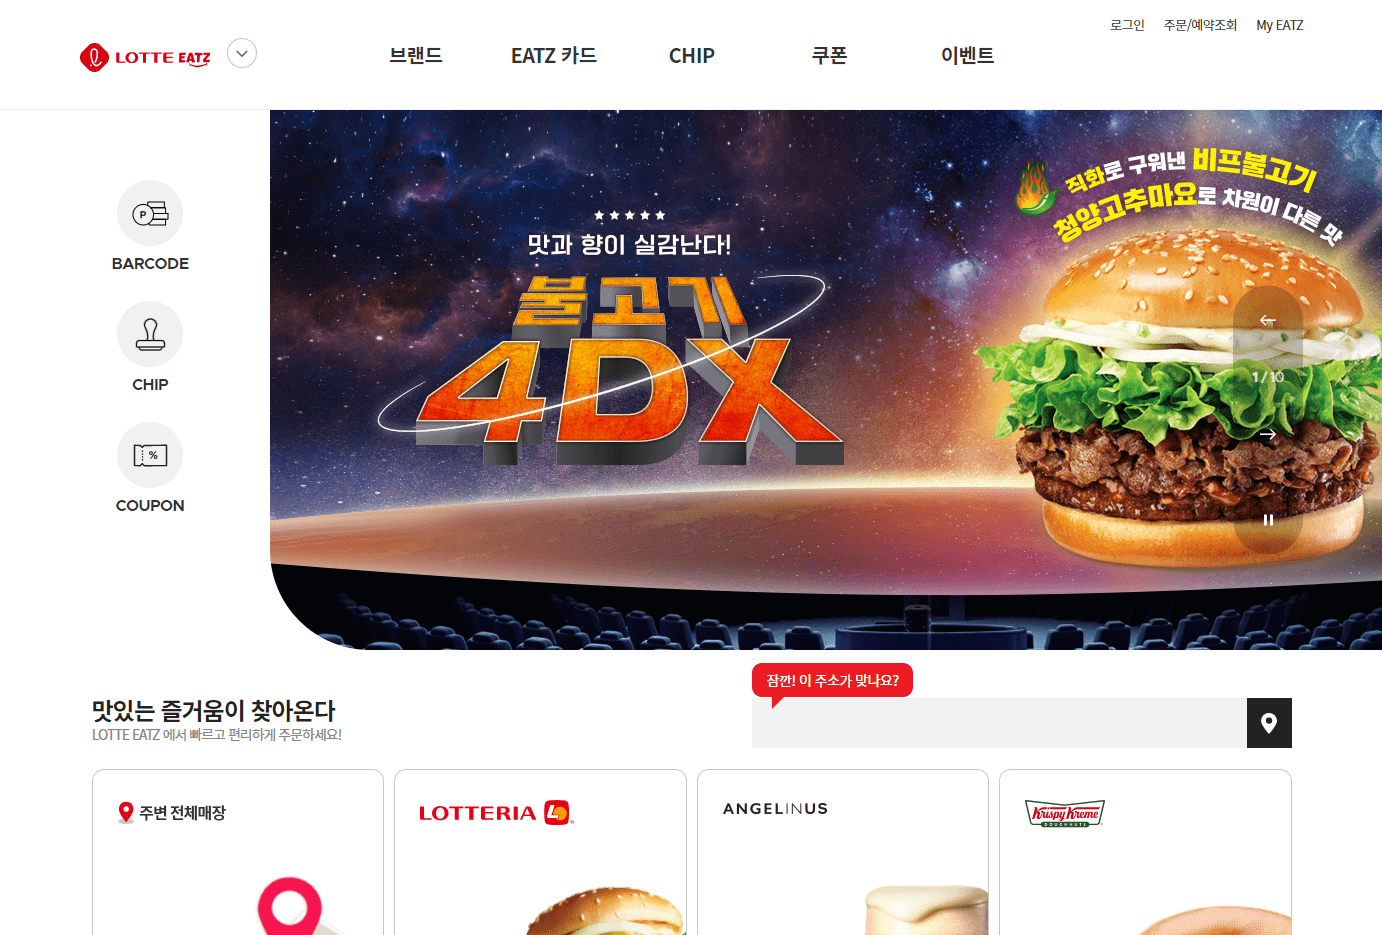 로그인 주문/예약조회 My EATZ
LOTTE EATZ
브랜드 EATZ 카드 CHIP 쿠폰 이벤트
P
BARCODE
CHIP
%
COUPON
맛과 향이 실감난다!
불고기
4DX
직화로 구워낸 비프불고기
청양고추마요로 차원이 다른 맛
1 / 10
잠깐! 이 주소가 맞나요?
맛있는 즐거움이 찾아온다
LOTTE EATZ 에서 빠르고 편리하게 주문하세요!
주변 전체매장
LOTTERIA
ANGELINUS
Krispy Kreme
DOUGHNUTS